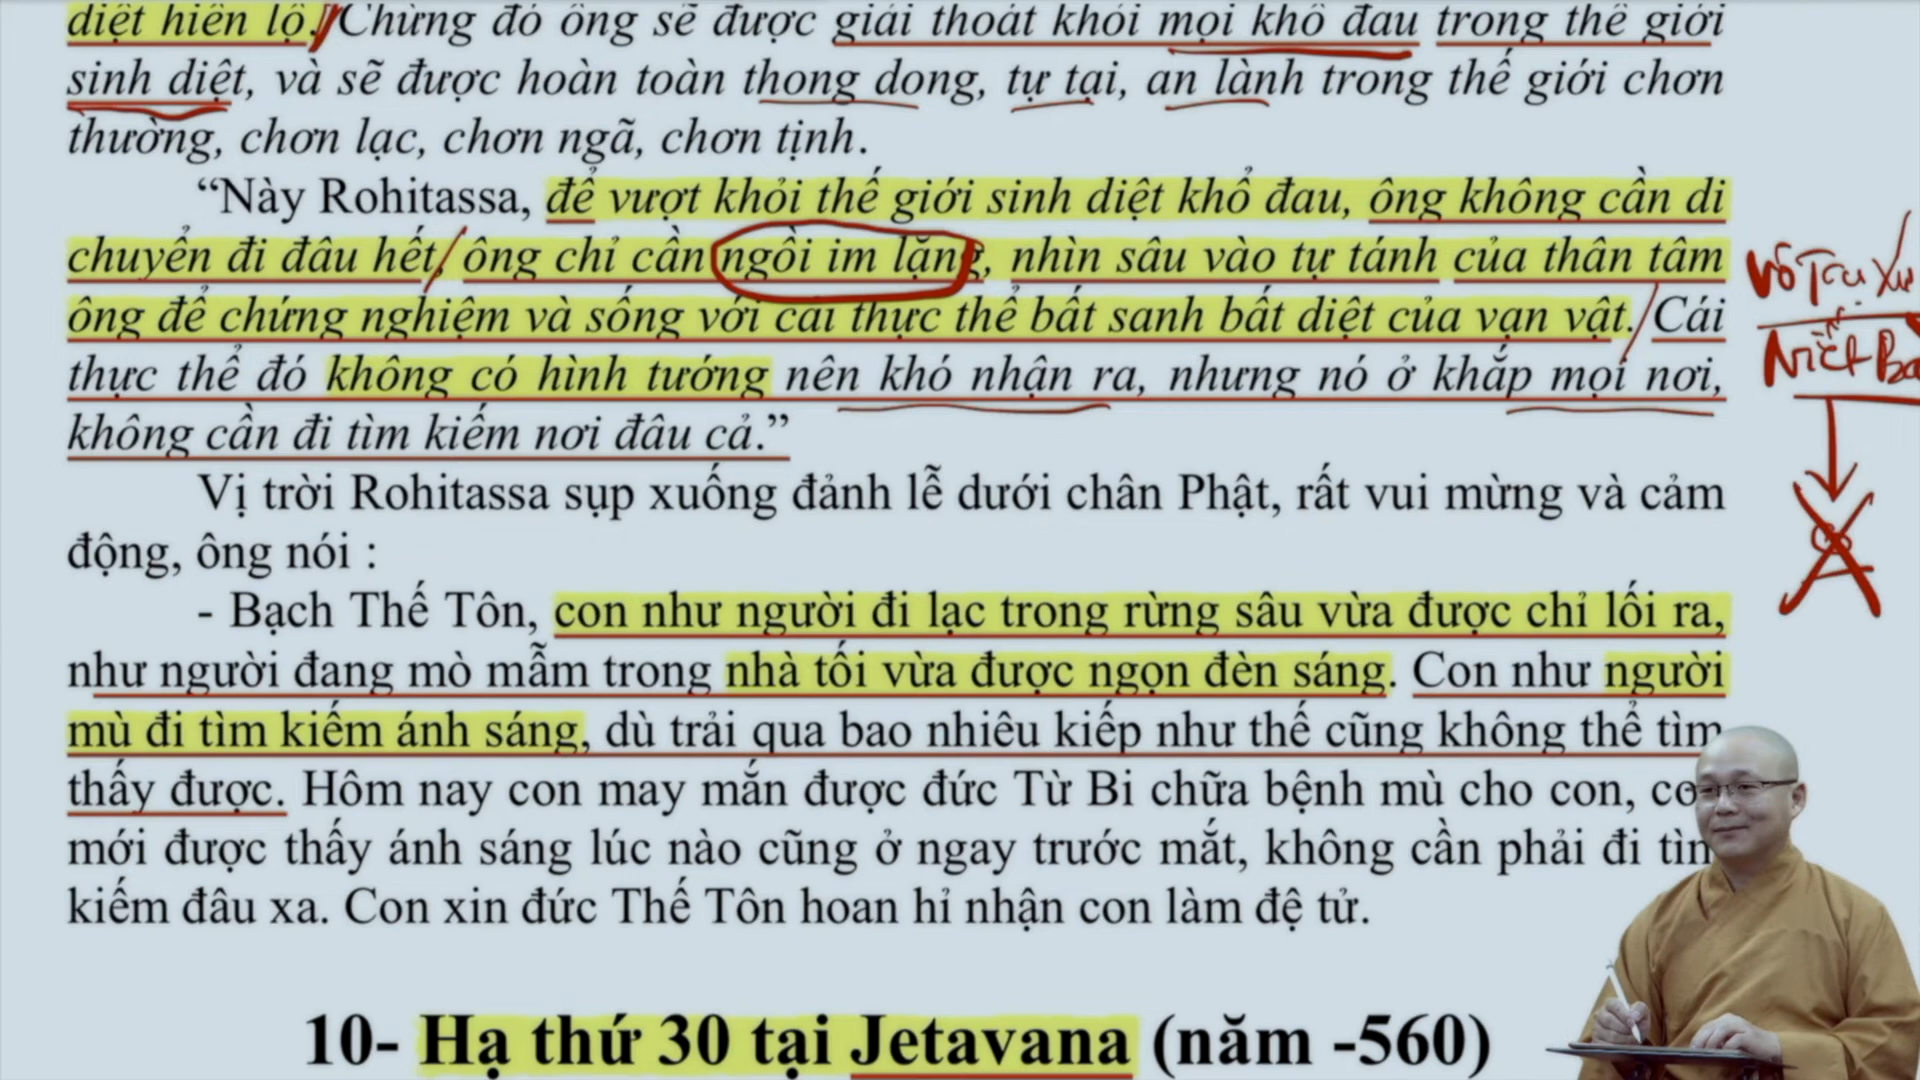 diệt hiển lộ. Chừng đó ông sẽ được giải thoát khỏi mọi khổ đau trong thế giới
sinh diệt, và sẽ được hoàn toàn thong dong, tự tại, an lành trong thế giới chơn
thường, chơn lạc, chơn ngã, chơn tịnh.
“Này Rohitassa, để vượt khỏi thế giới sinh diệt khổ đau, ông không cần di
chuyển đi đâu hết, ông chỉ cần ngồi im lặng, nhìn sâu vào tự tánh của thân tâm
ông để chứng nghiệm và sống với cái thực thể bất sanh bất diệt của vạn vật. Cái
thực thể đó không có hình tướng nên khó nhận ra, nhưng nó ở khắp mọi nơi,
không cần đi tìm kiếm nơi đâu cả.”
Vị trời Rohitassa sụp xuống đảnh lễ dưới chân Phật, rất vui mừng và cảm
động, ông nói :
- Bạch Thế Tôn, con như người đi lạc trong rừng sâu vừa được chỉ lối ra,
như người đang mò mẫm trong nhà tối vừa được ngọn đèn sáng. Con như người
mù đi tìm kiếm ánh sáng, dù trải qua bao nhiêu kiếp như thế cũng không thể tìm
thấy được. Hôm nay con may mắn được đức Từ Bi chữa bệnh mù cho con, co
mới được thấy ánh sáng lúc nào cũng ở ngay trước mắt, không cần phải đi tìm
kiếm đâu xa. Con xin đức Thế Tôn hoan hỉ nhận con làm đệ tử.
10- Hạ thứ 30 tại Jetavana (năm -560)
Niết Bà